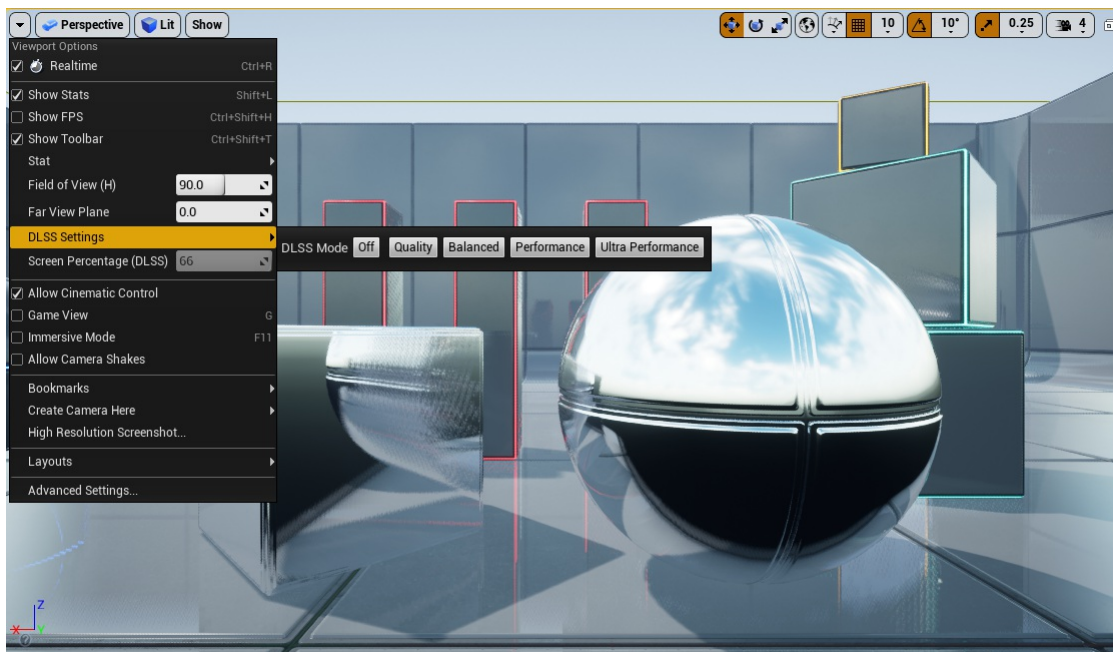 Perspective Lit Show 10 10° 0.25 4
Viewport Options
Realtime Ctrl+R
Show Stats Shift+L
Show FPS Ctrl+Shift+H
Show Toolbar Ctrl+Shift+T
Stat
Field of View (H) 90.0
Far View Plane 0.0
DLSS Settings
DLSS Mode Off Quality Balanced Performance Ultra Performance
Screen Percentage (DLSS) 66
Allow Cinematic Control
Game View G
Immersive Mode F11
Allow Camera Shakes
Bookmarks
Create Camera Here
High Resolution Screenshot...
Layouts
Advanced Settings...
Z
X Y
?